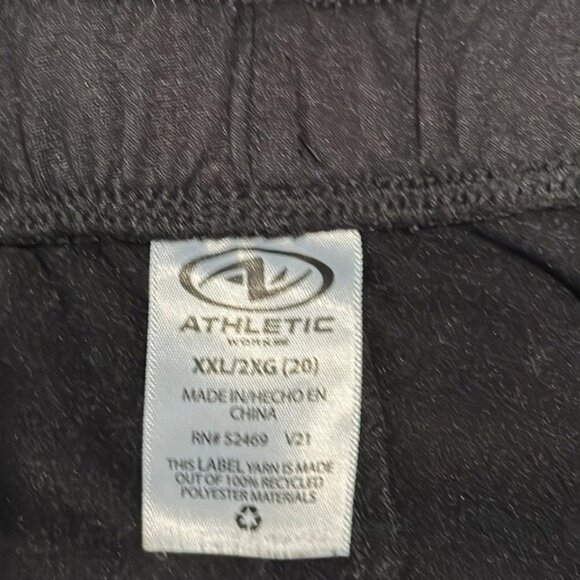 AW
ATHLETIC
WORKS
XXL/2XG (20)
MADE IN/HECHO EN
CHINA
RN# 52469 V21
THIS LABEL YARN IS MADE
OUT OF 100% RECYCLED
POLYESTER MATERIALS